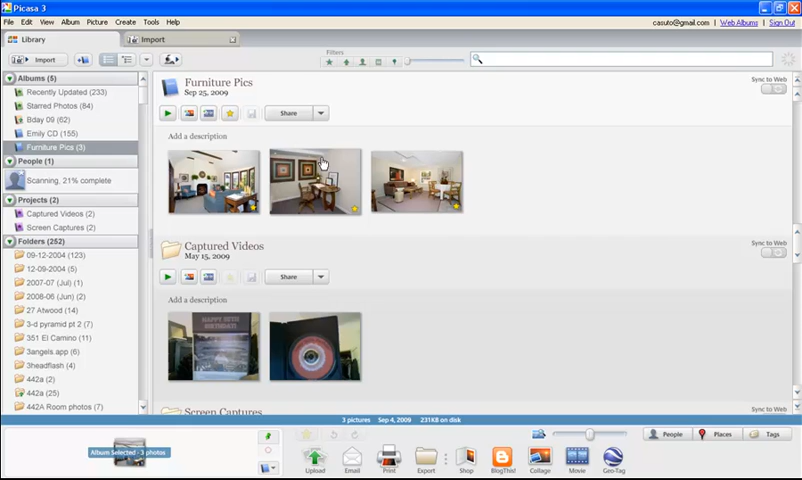 Picasa 3
File Edit View Album Picture Create Tools Help
casuto@gmail.com | Web Albums | Sign Out
Library
Import
Import
Filters
Albums (5)
Recently Updated (233)
Starred Photos (84)
Bday 09 (62)
Emily CD (155)
Furniture Pics (3)
People (1)
Scanning, 21% complete
Projects (2)
Captured Videos (2)
Screen Captures (2)
Folders (252)
09-12-2004 (123)
12-09-2004 (5)
2007-07 (Jul) (1)
2008-06 (Jun) (2)
27 Atwood (14)
3-d pyramid pt 2 (7)
351 El Camino (11)
3angels.app (6)
3headflash (4)
442a (2)
442a (25)
442A Room photos (7)
Furniture Pics
Sep 25, 2009
Sync to Web
Share
Add a description
Captured Videos
May 15, 2009
Sync to Web
Share
Add a description
HAPPY 80TH
BIRTHDAY!
Screen Captures
Sync to Web
3 pictures Sep 4, 2009 231KB on disk
Album Selected - 3 photos
People
Places
Tags
Upload
Email
Print
Export
Shop
BlogThis!
Collage
Movie
Geo-Tag